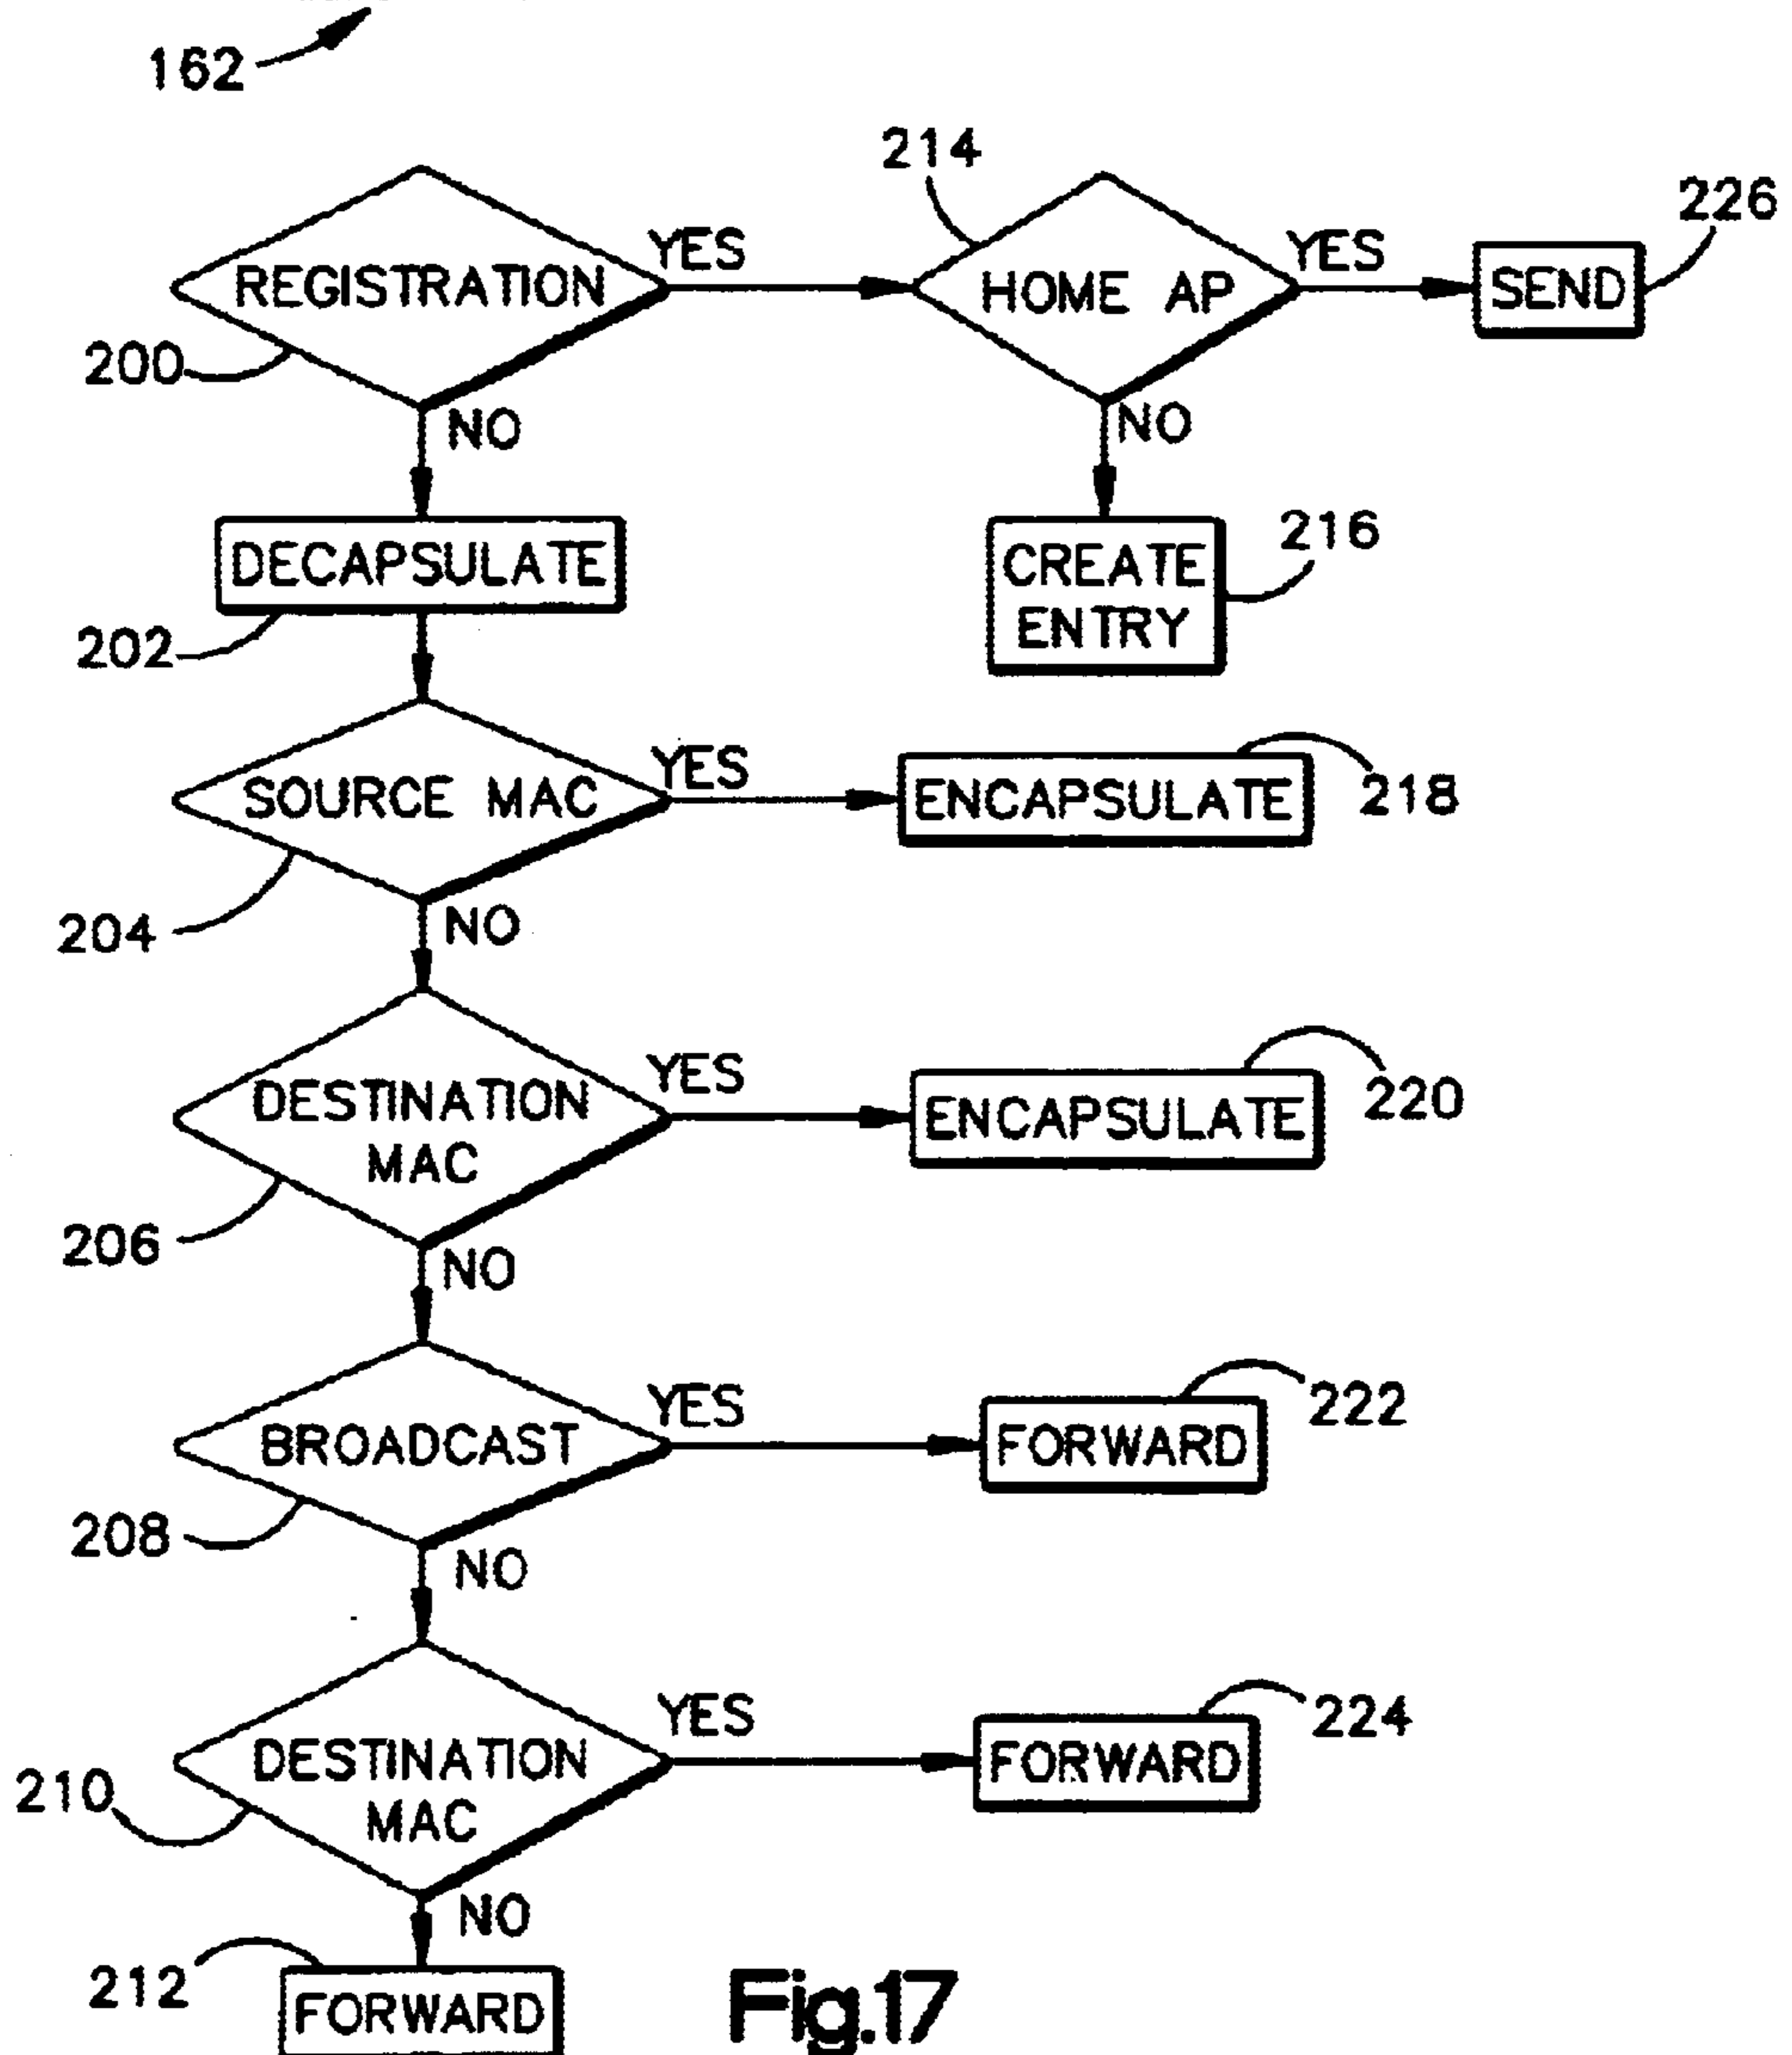 162
214
226
REGISTRATION
YES
HOME AP
YES
SEND
200
NO
NO
DECAPSULATE
CREATE
ENTRY
216
202
SOURCE MAC
YES
ENCAPSULATE
218
204
NO
DESTINATION
MAC
YES
ENCAPSULATE
220
206
NO
BROADCAST
YES
FORWARD
222
208
NO
DESTINATION
MAC
YES
FORWARD
224
210
NO
212
FORWARD
Fig.17